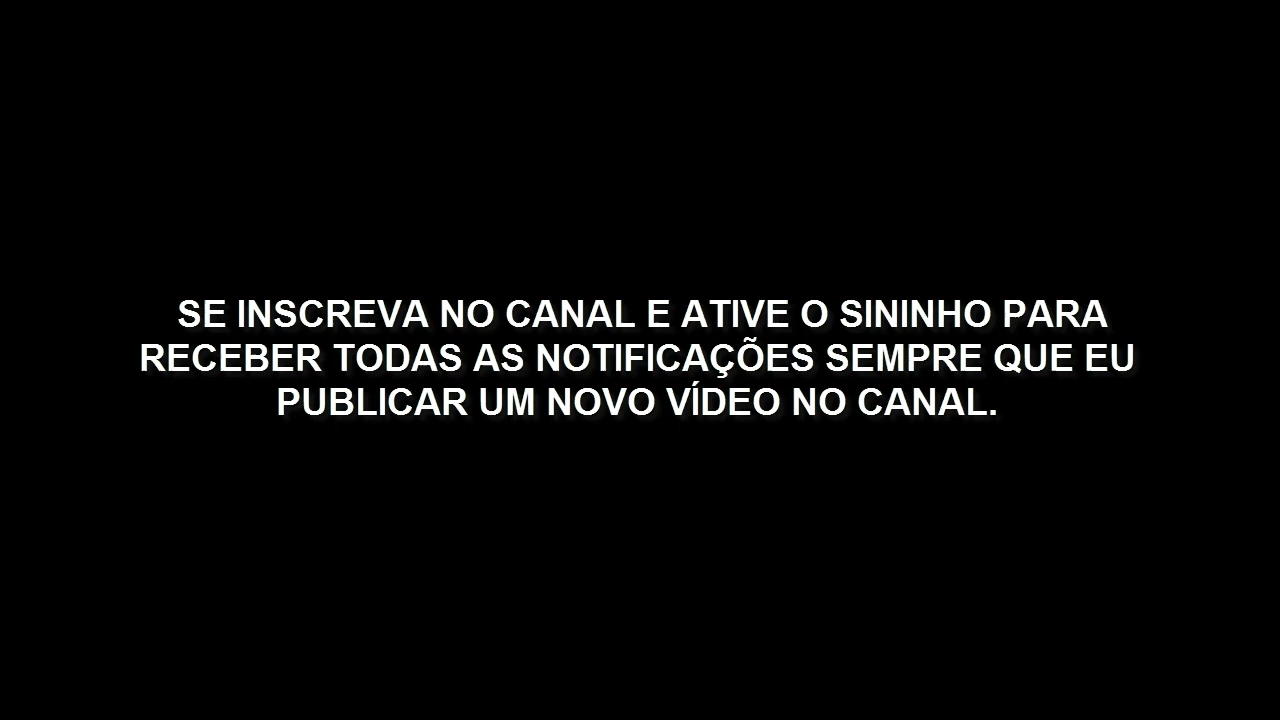 SE INSCREVA NO CANAL E ATIVE O SININHO PARA
RECEBER TODAS AS NOTIFICAÇÕES SEMPRE QUE EU
PUBLICAR UM NOVO VÍDEO NO CANAL.